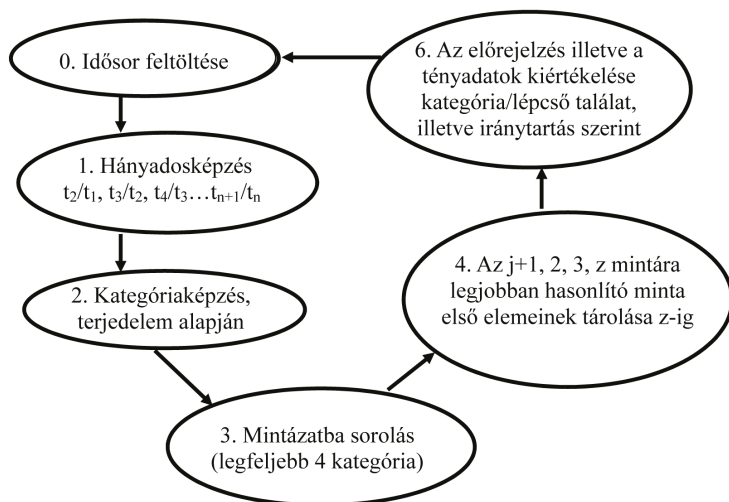 0. Idősor feltöltése
1. Hányadosképzés
t₂/t₁, t₃/t₂, t₄/t₃…tₙ₊₁/tₙ
2. Kategóriaképzés,
terjedelem alapján
3. Mintázatba sorolás
(legfeljebb 4 kategória)
4. Az j+1, 2, 3, z mintára
legjobban hasonlító minta
első elemeinek tárolása z-ig
6. Az előrejelzés illetve a
tényadatok kiértékelése
kategória/lépcső találat,
illetve iránytartás szerint